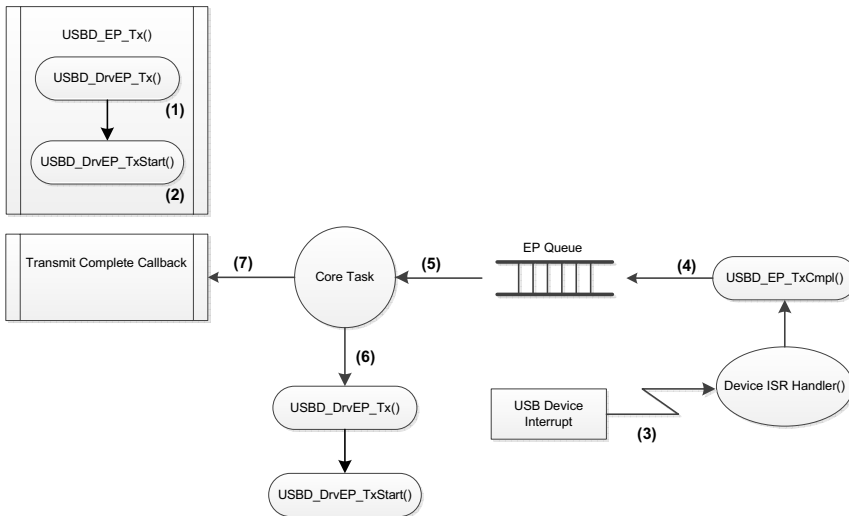 USBD_EP_Tx()
USBD_DrvEP_Tx()
(1)
USBD_DrvEP_TxStart()
(2)
Transmit Complete Callback
(7)
Core Task
(5)
EP Queue
(4)
USBD_EP_TxCmpl()
(6)
Device ISR Handler()
USBD_DrvEP_Tx()
USB Device
Interrupt
(3)
USBD_DrvEP_TxStart()